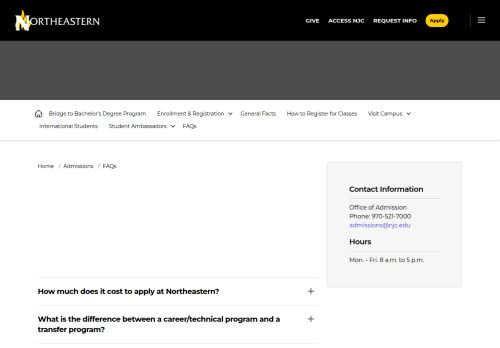 NORTHEASTERN
GIVE ACCESS NJC REQUEST INFO Apply
Bridge to Bachelor's Degree Program Enrollment & Registration General Facts How to Register for Classes Visit Campus
International Students Student Ambassadors FAQs
Home / Admissions / FAQs
Contact Information
Office of Admission
Phone: 970-521-7000
admissions@njc.edu
Hours
Mon. - Fri. 8 a.m. to 5 p.m.
How much does it cost to apply at Northeastern?
What is the difference between a career/technical program and a
transfer program?